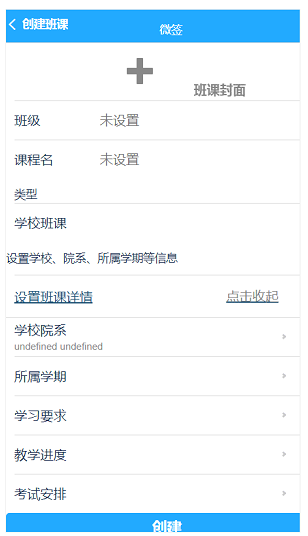 创建班课
微签
班课封面
班级 未设置
课程名 未设置
类型
学校班课
设置学校、院系、所属学期等信息
设置班课详情 点击收起
学校院系
undefined undefined
所属学期
学习要求
教学进度
考试安排
创建